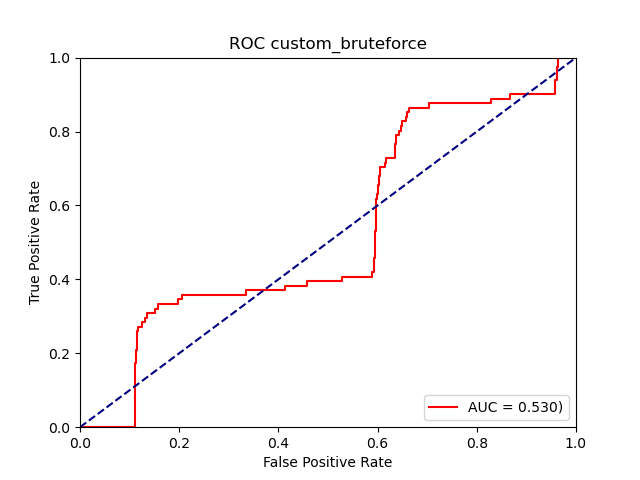 ROC custom_bruteforce
1.0
0.8
0.6
0.4
0.2
0.0
True Positive Rate
AUC = 0.530)
0.0 0.2 0.4 0.6 0.8 1.0
False Positive Rate